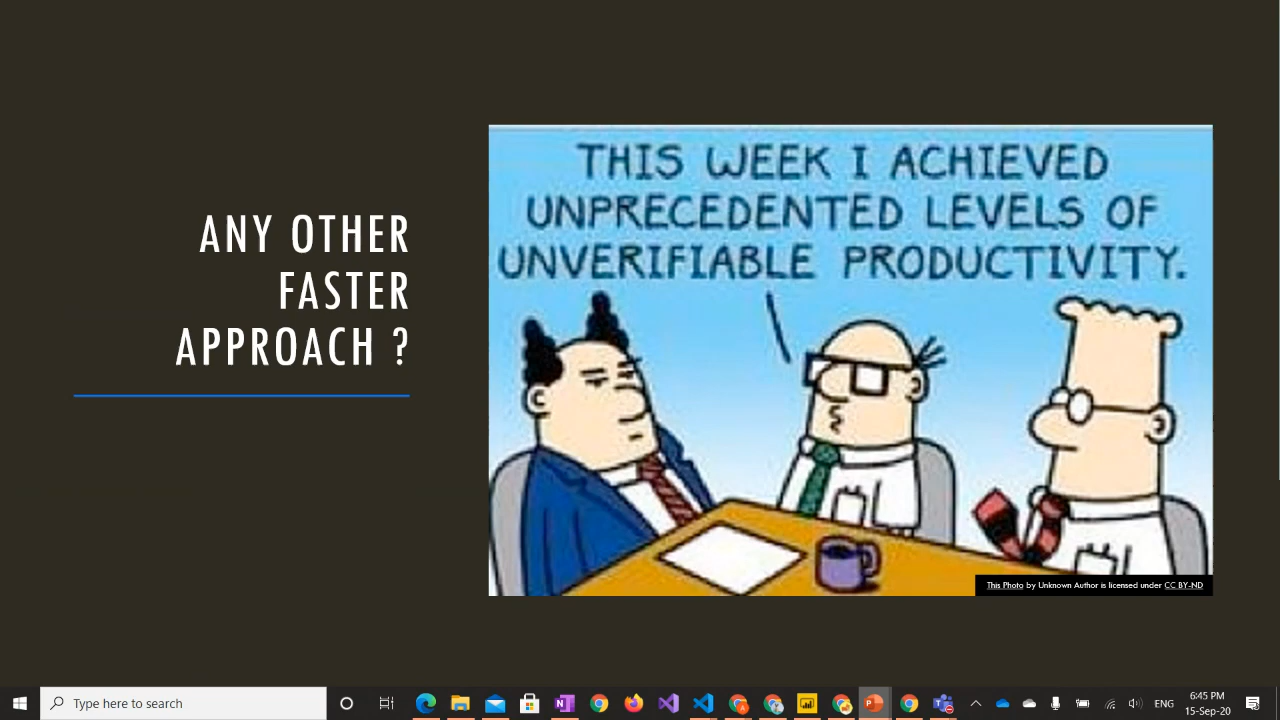 ANY OTHER
FASTER
APPROACH ?
THIS WEEK I ACHIEVED
UNPRECEDENTED LEVELS OF
UNVERIFIABLE PRODUCTIVITY.
This Photo by Unknown Author is licensed under CC BY-ND
Type here to search
ENG
6:45 PM
15-Sep-20